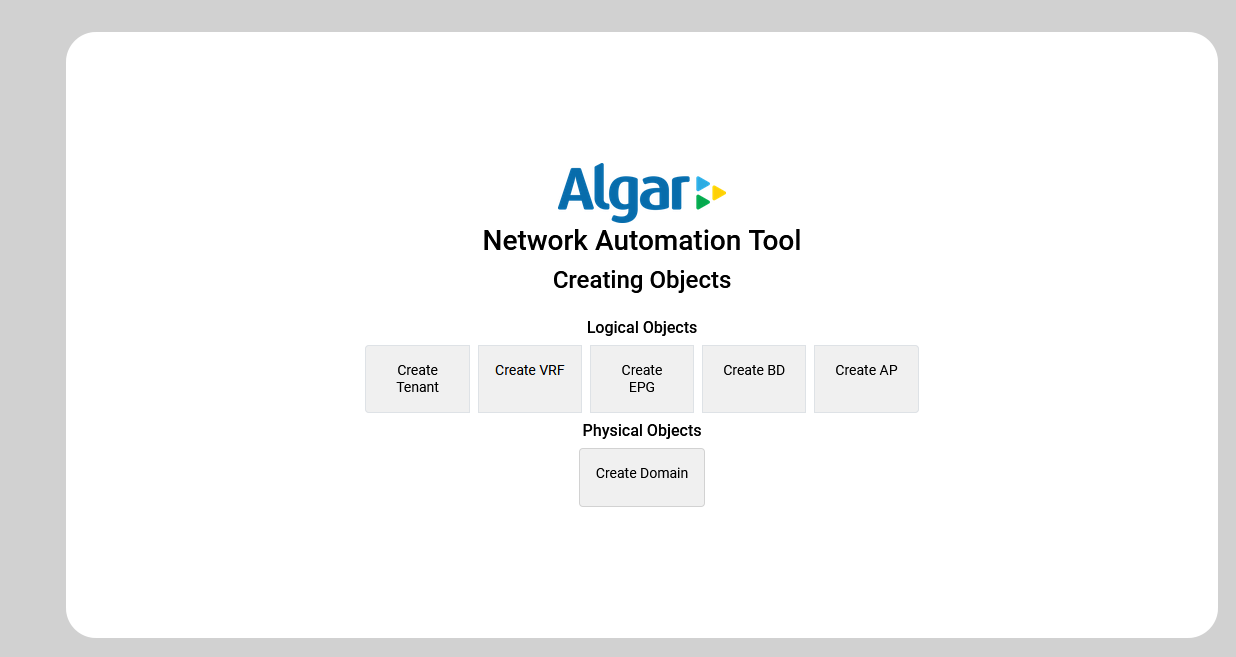 Algar
Network Automation Tool
Creating Objects
Logical Objects
Create
Tenant
Create VRF
Create
EPG
Create BD
Create AP
Physical Objects
Create Domain